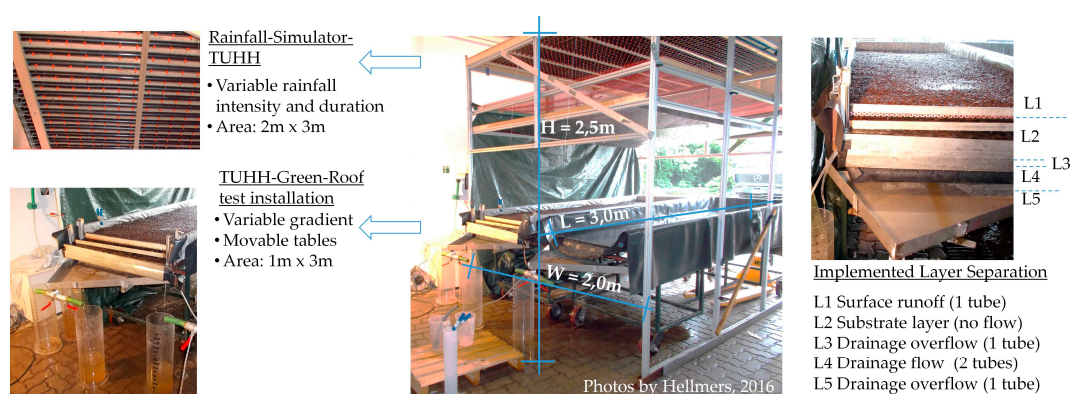 Rainfall-Simulator-
TUHH
• Variable rainfall
intensity and duration
• Area: 2m x 3m
TUHH-Green-Roof
test installation
• Variable gradient
• Movable tables
• Area: 1m x 3m
H = 2,5m
L = 3,0m
W = 2,0m
Photos by Hellmers, 2016
L1
L2
L3
L4
L5
Implemented Layer Separation
L1 Surface runoff (1 tube)
L2 Substrate layer (no flow)
L3 Drainage overflow (1 tube)
L4 Drainage flow (2 tubes)
L5 Drainage overflow (1 tube)